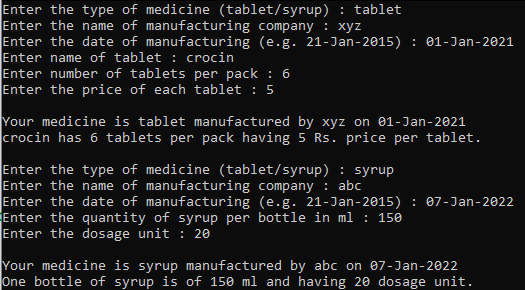 Enter the type of medicine (tablet/syrup) : tablet
Enter the name of manufacturing company : xyz
Enter the date of manufacturing (e.g. 21-Jan-2015) : 01-Jan-2021
Enter name of tablet : crocin
Enter number of tablets per pack : 6
Enter the price of each tablet : 5
Your medicine is tablet manufactured by xyz on 01-Jan-2021
crocin has 6 tablets per pack having 5 Rs. price per tablet.
Enter the type of medicine (tablet/syrup) : syrup
Enter the name of manufacturing company : abc
Enter the date of manufacturing (e.g. 21-Jan-2015) : 07-Jan-2022
Enter the quantity of syrup per bottle in ml : 150
Enter the dosage unit : 20
Your medicine is syrup manufactured by abc on 07-Jan-2022
One bottle of syrup is of 150 ml and having 20 dosage unit.